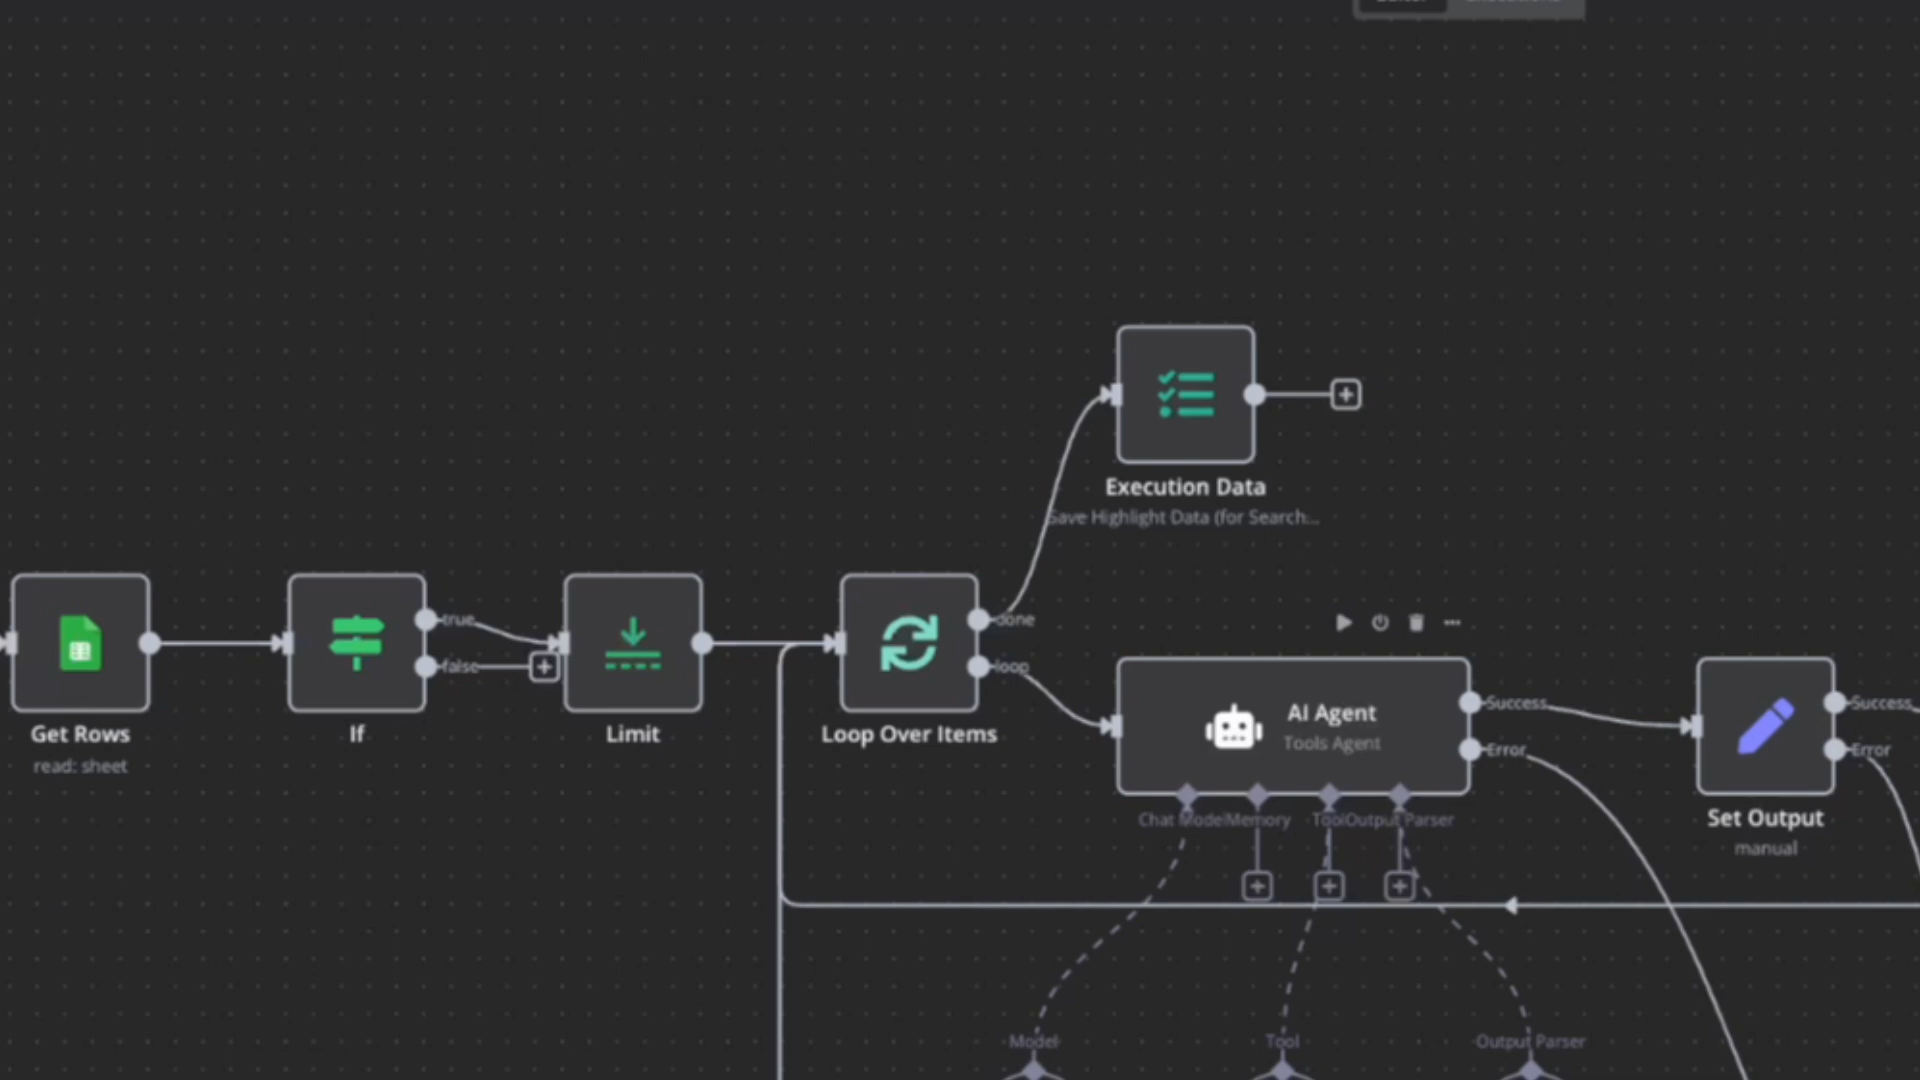 Execution Data
Save Highlight Data (for Search...
true
false
done
loop
Get Rows
read: sheet
If
Limit
Loop Over Items
AI Agent
Tools Agent
Success
Error
Chat Model
Memory
Tool
Output Parser
Set Output
manual
Success
Error
Model
Tool
Output Parser